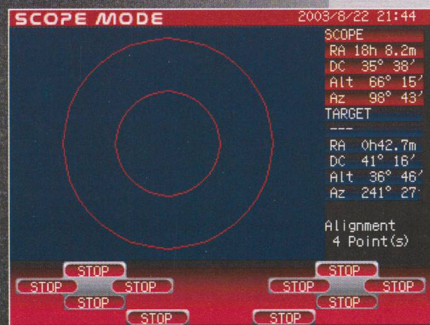 SCOPE MODE
2003/8/22 21:44
SCOPE
RA 18h 8.2m
DC 35° 38′
Alt 66° 15′
Az 98° 43′
TARGET
---
RA 0h42.7m
DC 41° 16′
Alt 36° 46′
Az 241° 27′
Alignment
4 Point(s)
STOP STOP
STOP STOP STOP STOP
STOP STOP
STOP STOP